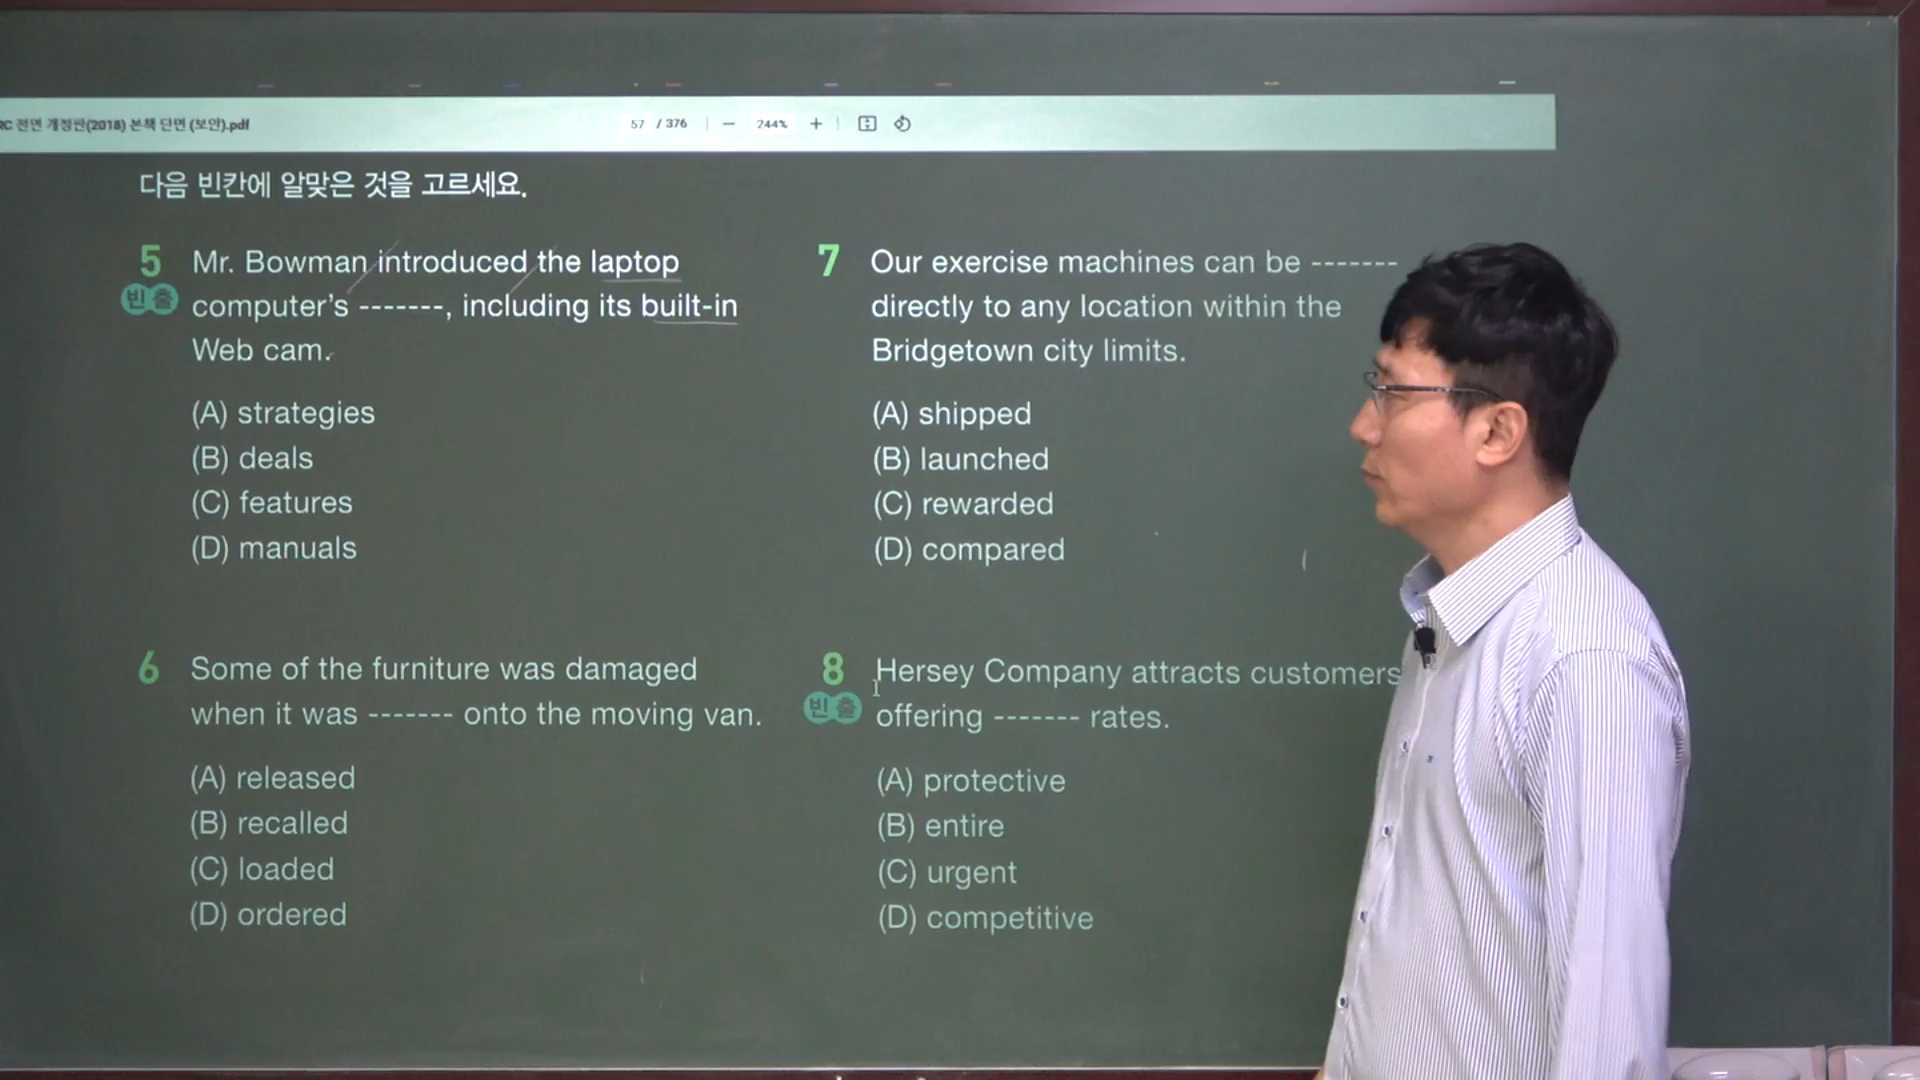 RC 전면 개정판(2018) 본책 단면 (보안).pdf
57 / 376 | − 244% + |
다음 빈칸에 알맞은 것을 고르세요.
5 Mr. Bowman introduced the laptop
빈출 computer's -------, including its built-in
Web cam.
(A) strategies
(B) deals
(C) features
(D) manuals
6 Some of the furniture was damaged
when it was ------- onto the moving van.
(A) released
(B) recalled
(C) loaded
(D) ordered
7 Our exercise machines can be -------
directly to any location within the
Bridgetown city limits.
(A) shipped
(B) launched
(C) rewarded
(D) compared
8 Hersey Company attracts customers
빈출 offering ------- rates.
(A) protective
(B) entire
(C) urgent
(D) competitive